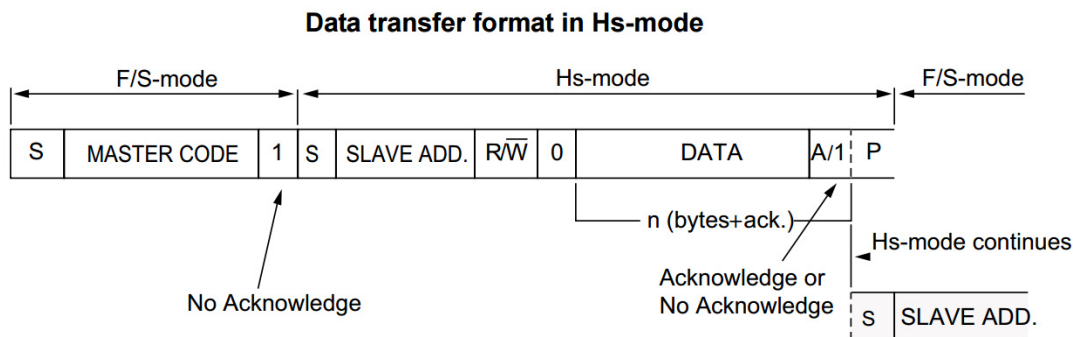 Data transfer format in Hs-mode
F/S-mode Hs-mode F/S-mode
S MASTER CODE 1 S SLAVE ADD. R/W̅ 0 DATA A/1 P
n (bytes+ack.)
Hs-mode continues
No Acknowledge
Acknowledge or
No Acknowledge
S SLAVE ADD.